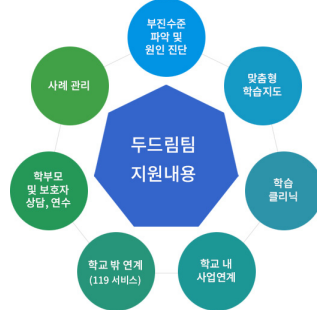 부진수준
파악 및
원인 진단
맞춤형
학습지도
학습
클리닉
학교 내
사업연계
학교 밖 연계
(119 서비스)
학부모
및 보호자
상담, 연수
사례 관리
두드림팀
지원내용